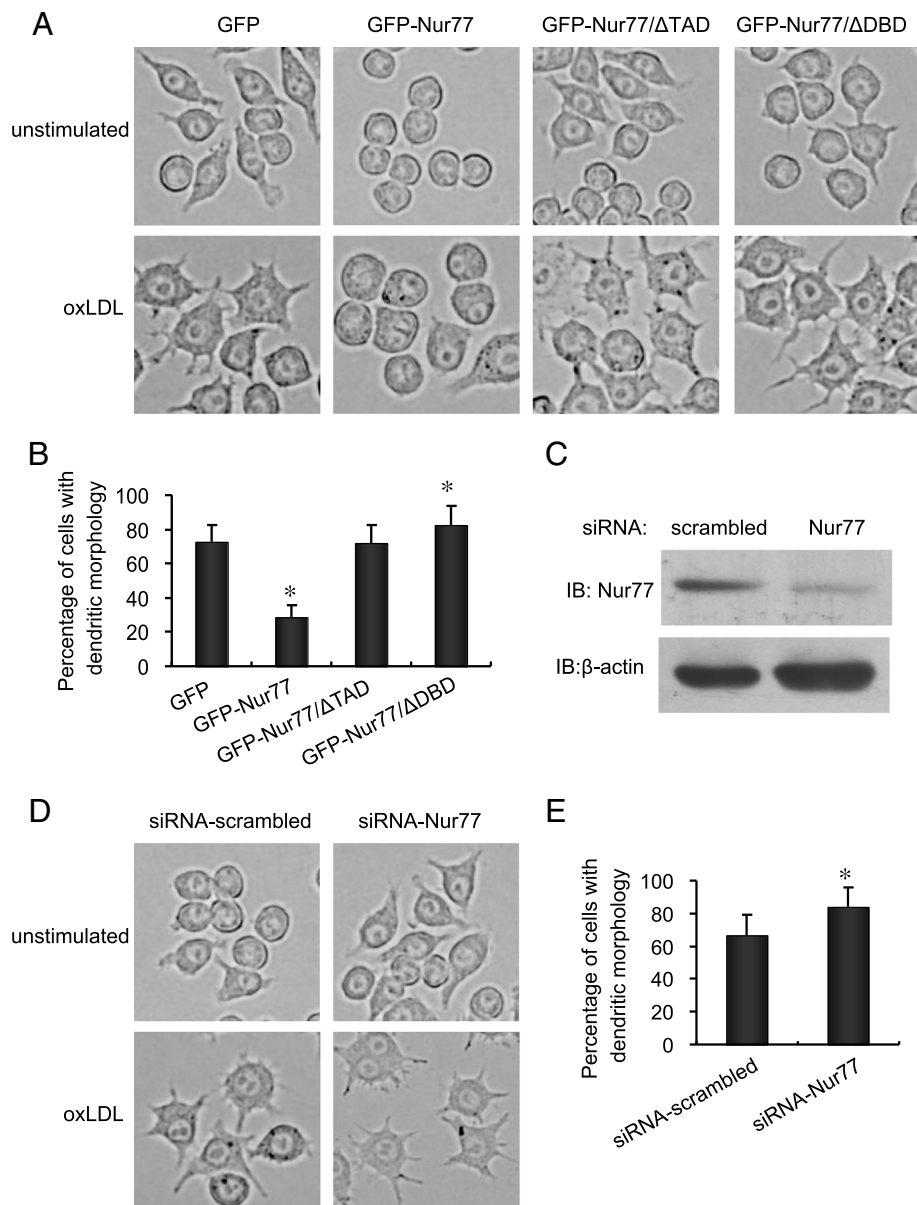 A
GFP
GFP-Nur77
GFP-Nur77/ΔTAD
GFP-Nur77/ΔDBD
unstimulated
oxLDL
B
Percentage of cells with
dendritic morphology
100
80
60
40
20
0
*
*
GFP
GFP-Nur77
GFP-Nur77/ΔTAD
GFP-Nur77/ΔDBD
C
siRNA: scrambled Nur77
IB: Nur77
IB:β-actin
D
siRNA-scrambled
siRNA-Nur77
unstimulated
oxLDL
E
Percentage of cells with
dendritic morphology
100
80
60
40
20
0
*
siRNA-scrambled
siRNA-Nur77